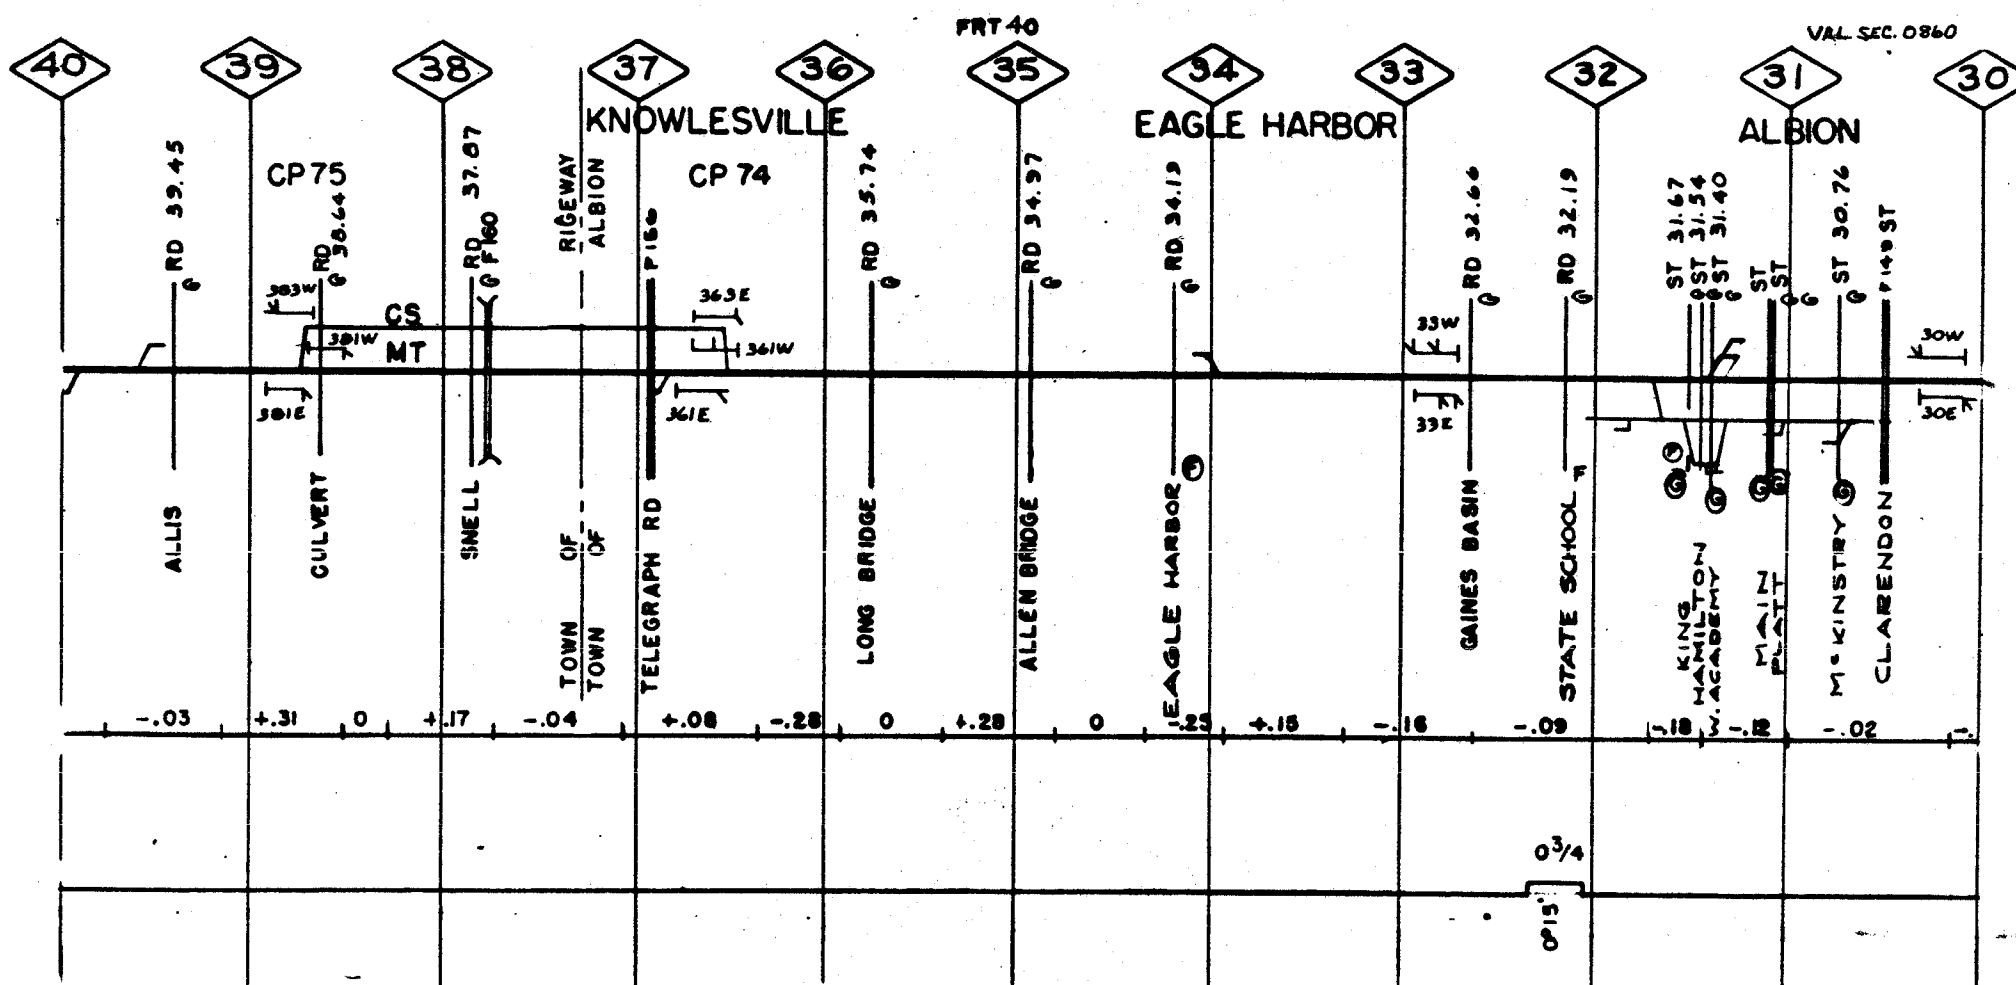 FRT 40
VAL SEC. 0860
40 39 38 37 36 35 34 33 32 31 30
KNOWLESVILLE
EAGLE HARBOR
ALBION
CP 75
CP 74
RD 39.45
RD 38.64
RD 37.87
F160
RIGEWAY
ALBION
P 156
RD 35.74
RD 34.97
RD 34.19
RD 32.66
RD 32.19
ST 31.67
ST 31.54
ST 31.40
ST
ST
ST 30.76
P 148 ST
G G G G G G G G G G G G G G
383W
CS
381W
MT
381E
363E
361W
361E
33W
33E
30W
30E
F
F
G G G G G
ALLIS
CULVERT
SNELL
TOWN OF
TOWN OF
TELEGRAPH RD
LONG BRIDGE
ALLEN BRIDGE
EAGLE HARBOR
GAINES BASIN
STATE SCHOOL
KING
HAMILTON
W. ACADEMY
MAIN
PLATT
McKINSTRY
CLARENDON
-.03 +.31 0 +.17 -.04 +.08 -.28 0 +.28 0 .25 +.15 -.16 -.09 -.18 -.12 -.02 -.
0 3/4
0°15'